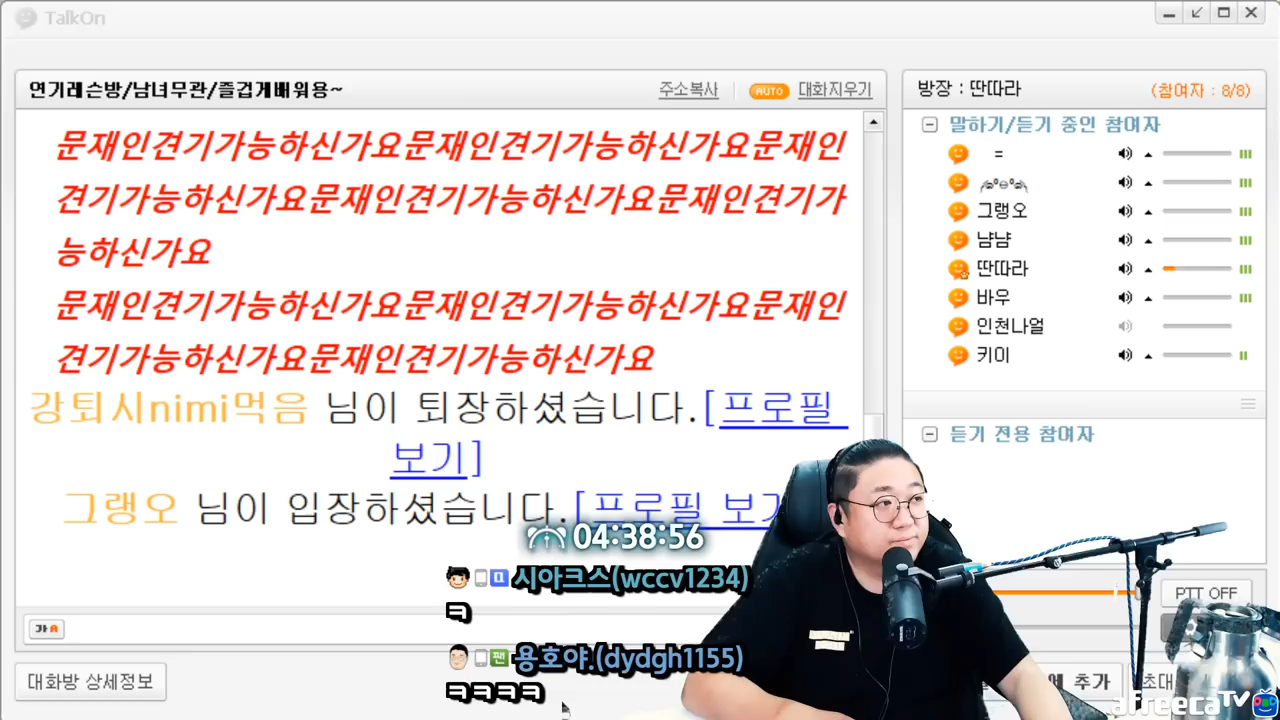 TalkOn
연기레슨방/남녀무관/즐겁게배워용~
주소복사
AUTO
대화지우기
문재인견기가능하신가요문재인견기가능하신가요문재인
견기가능하신가요문재인견기가능하신가요문재인견기가
능하신가요
문재인견기가능하신가요문재인견기가능하신가요문재인
견기가능하신가요문재인견기가능하신가요
강퇴시nimi먹음 님이 퇴장하셨습니다.[프로필
보기]
그랭오 님이 입장하셨습니다.[프로필 보기
04:38:56
시아크스(wccv1234)
ㅋ
팬 용호야.(dydgh1155)
ㅋㅋㅋㅋ
가A
대화방 상세정보
방장 : 딴따라
(참여자 : 8/8)
말하기/듣기 중인 참여자
=
그랭오
냠냠
딴따라
바우
인천나얼
키미
듣기 전용 참여자
PTT OFF
에 추가
초대
afreecaTV